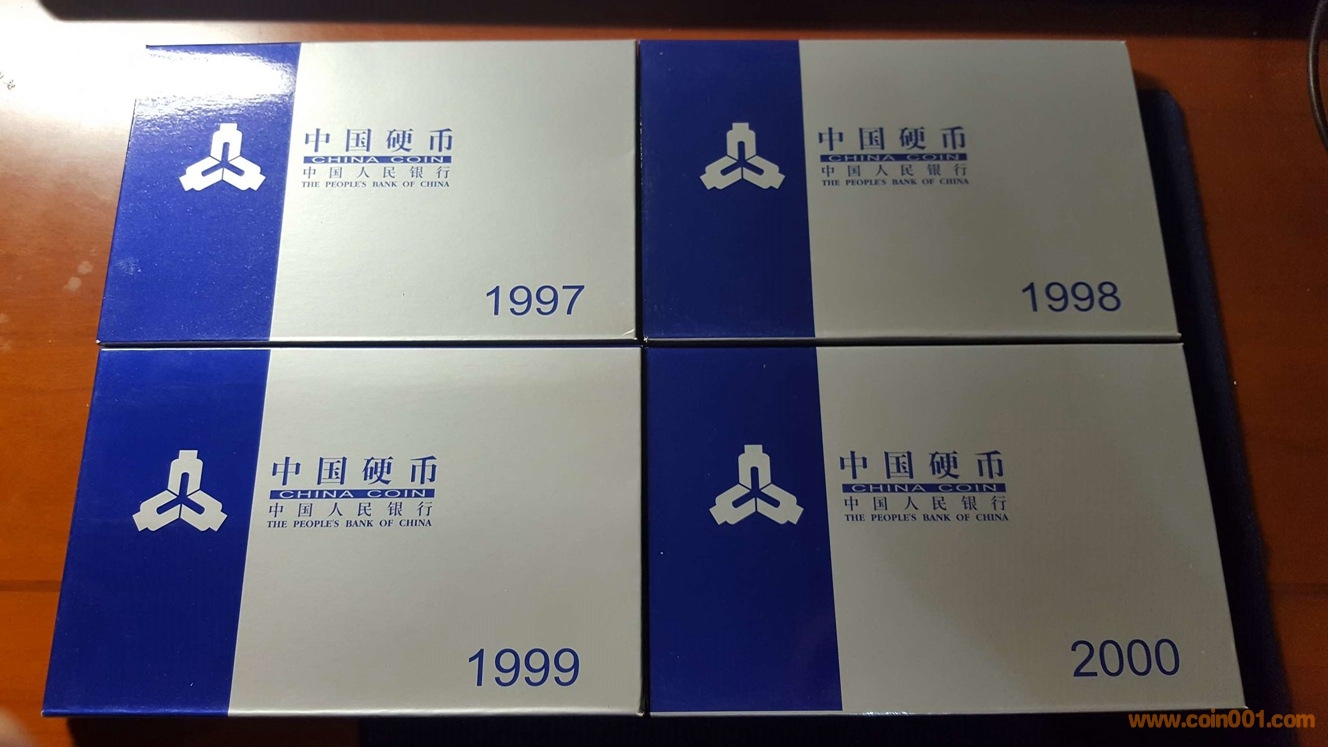 中国硬币
CHINA COIN
中国人民银行
THE PEOPLE'S BANK OF CHINA
1997
中国硬币
CHINA COIN
中国人民银行
THE PEOPLE'S BANK OF CHINA
1998
中国硬币
CHINA COIN
中国人民银行
THE PEOPLE'S BANK OF CHINA
1999
中国硬币
CHINA COIN
中国人民银行
THE PEOPLE'S BANK OF CHINA
2000
www.coin001.com